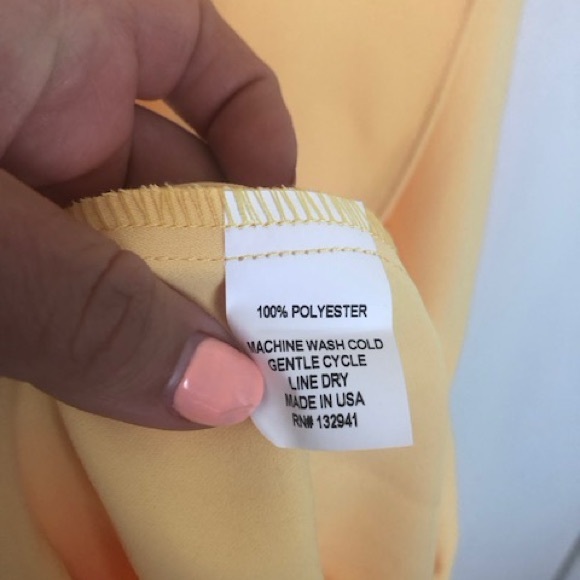 100% POLYESTER
MACHINE WASH COLD
GENTLE CYCLE
LINE DRY
MADE IN USA
RN# 132941